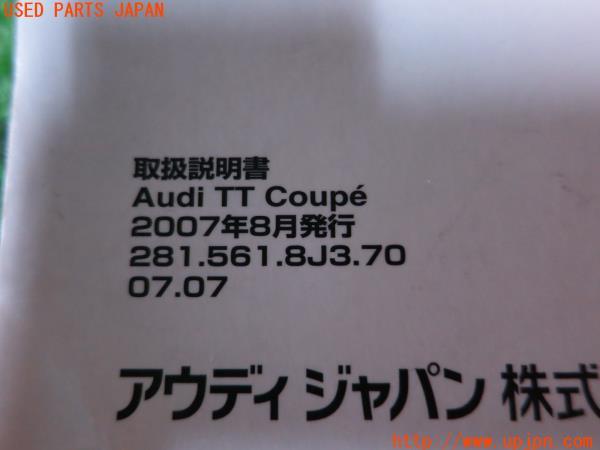 USED PARTS JAPAN
取扱説明書
Audi TT Coupé
2007年8月発行
281.561.8J3.70
07.07
アウディ ジャパン 株式
http://www.upjpn.com